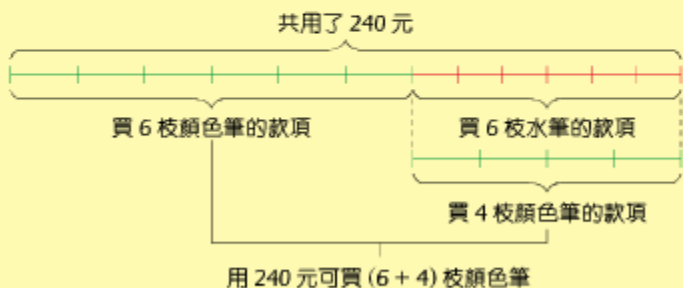 共用了 240 元
買 6 枝顏色筆的款項
買 6 枝水筆的款項
買 4 枝顏色筆的款項
用 240 元可買 (6 + 4) 枝顏色筆